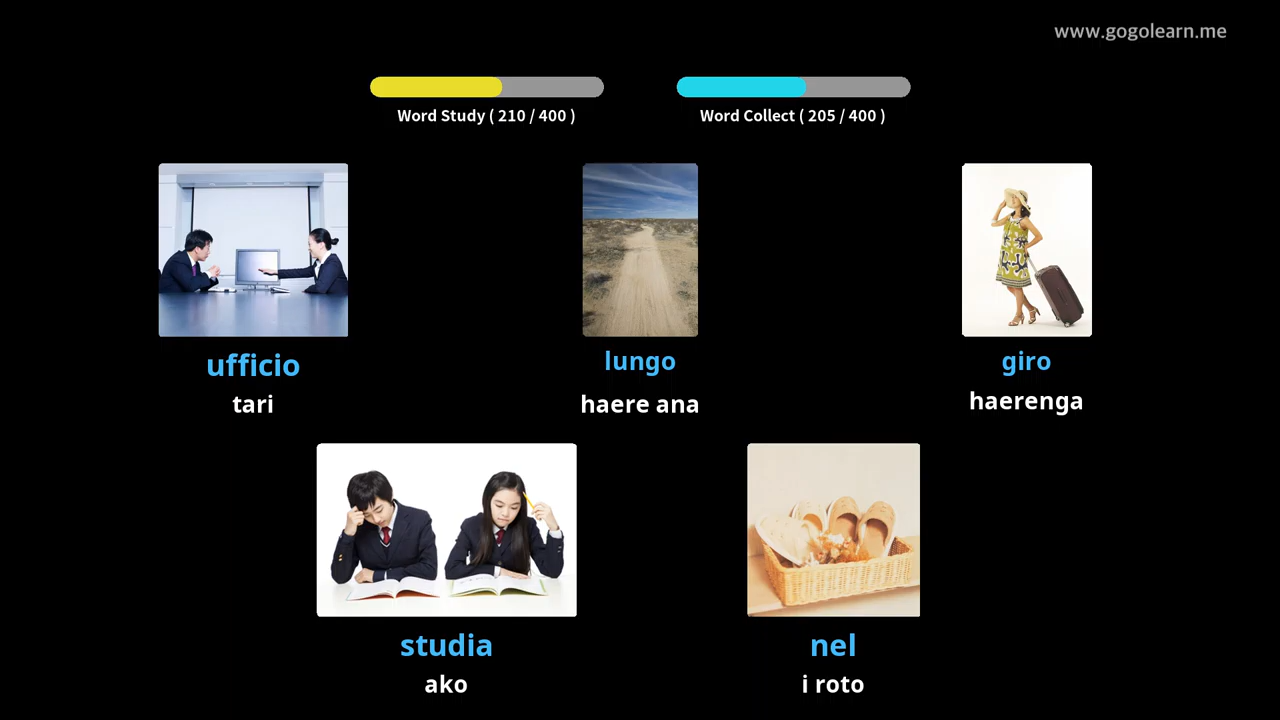 www.gogolearn.me
Word Study ( 210 / 400 )
Word Collect ( 205 / 400 )
ufficio
tari
lungo
haere ana
giro
haerenga
studia
ako
nel
i roto